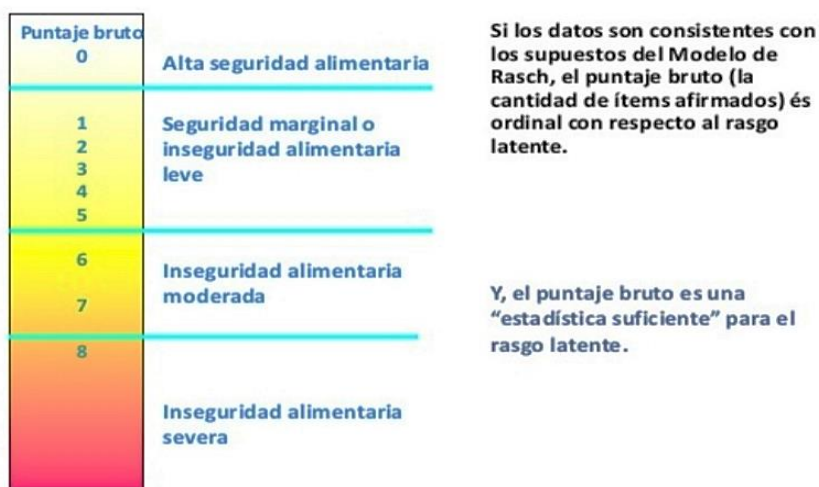 Puntaje bruto
0
Alta seguridad alimentaria
1
2
3
4
5
Seguridad marginal o
inseguridad alimentaria
leve
6
7
Inseguridad alimentaria
moderada
8
Inseguridad alimentaria
severa
Si los datos son consistentes con
los supuestos del Modelo de
Rasch, el puntaje bruto (la
cantidad de ítems afirmados) és
ordinal con respecto al rasgo
latente.
Y, el puntaje bruto es una
“estadística suficiente” para el
rasgo latente.